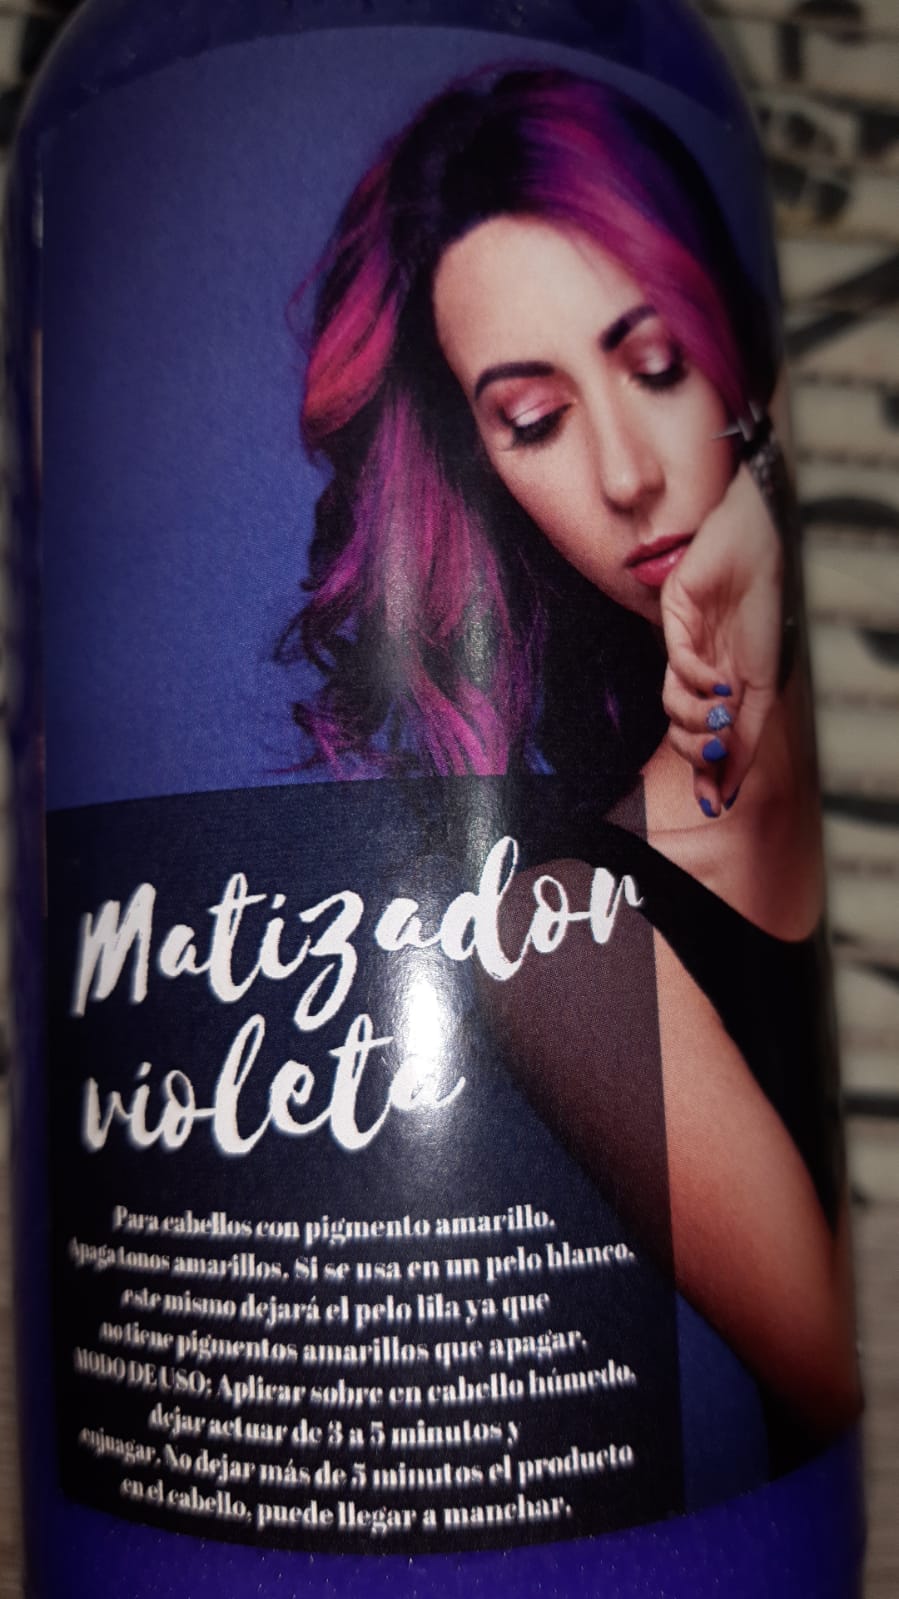 Matizador
violeta
Para cabellos con pigmento amarillo.
Apaga tonos amarillos. Si se usa en un pelo blanco,
este mismo dejará el pelo lila ya que
no tiene pigmentos amarillos que apagar.
MODO DE USO: Aplicar sobre en cabello húmedo,
dejar actuar de 3 a 5 minutos y
enjuagar. No dejar más de 5 minutos el producto
en el cabello, puede llegar a manchar.